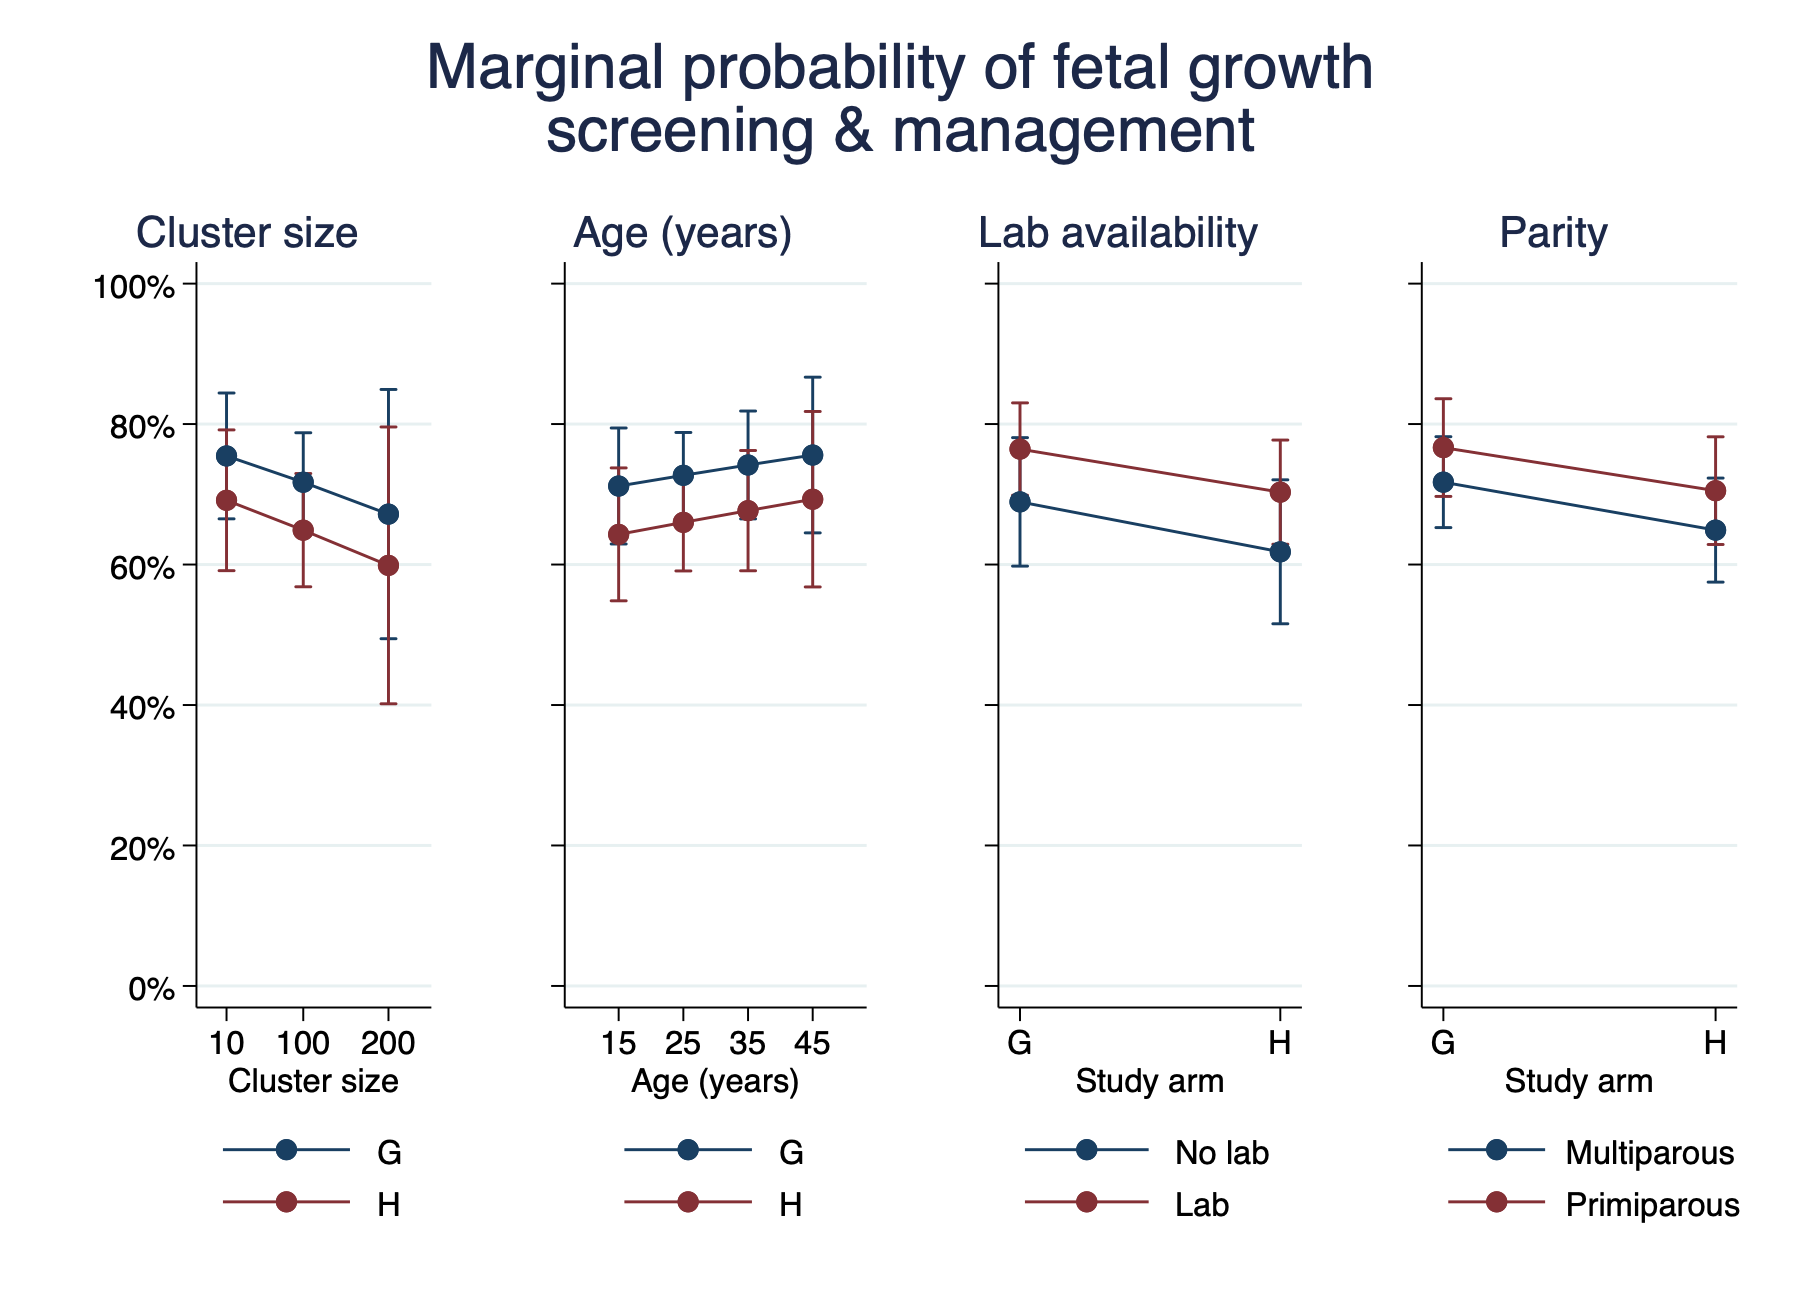 Marginal probability of fetal growth
screening & management
Cluster size
100%
80%
60%
40%
20%
0%
10 100 200
Cluster size
G
H
Age (years)
15 25 35 45
Age (years)
G
H
Lab availability
G H
Study arm
No lab
Lab
Parity
G H
Study arm
Multiparous
Primiparous